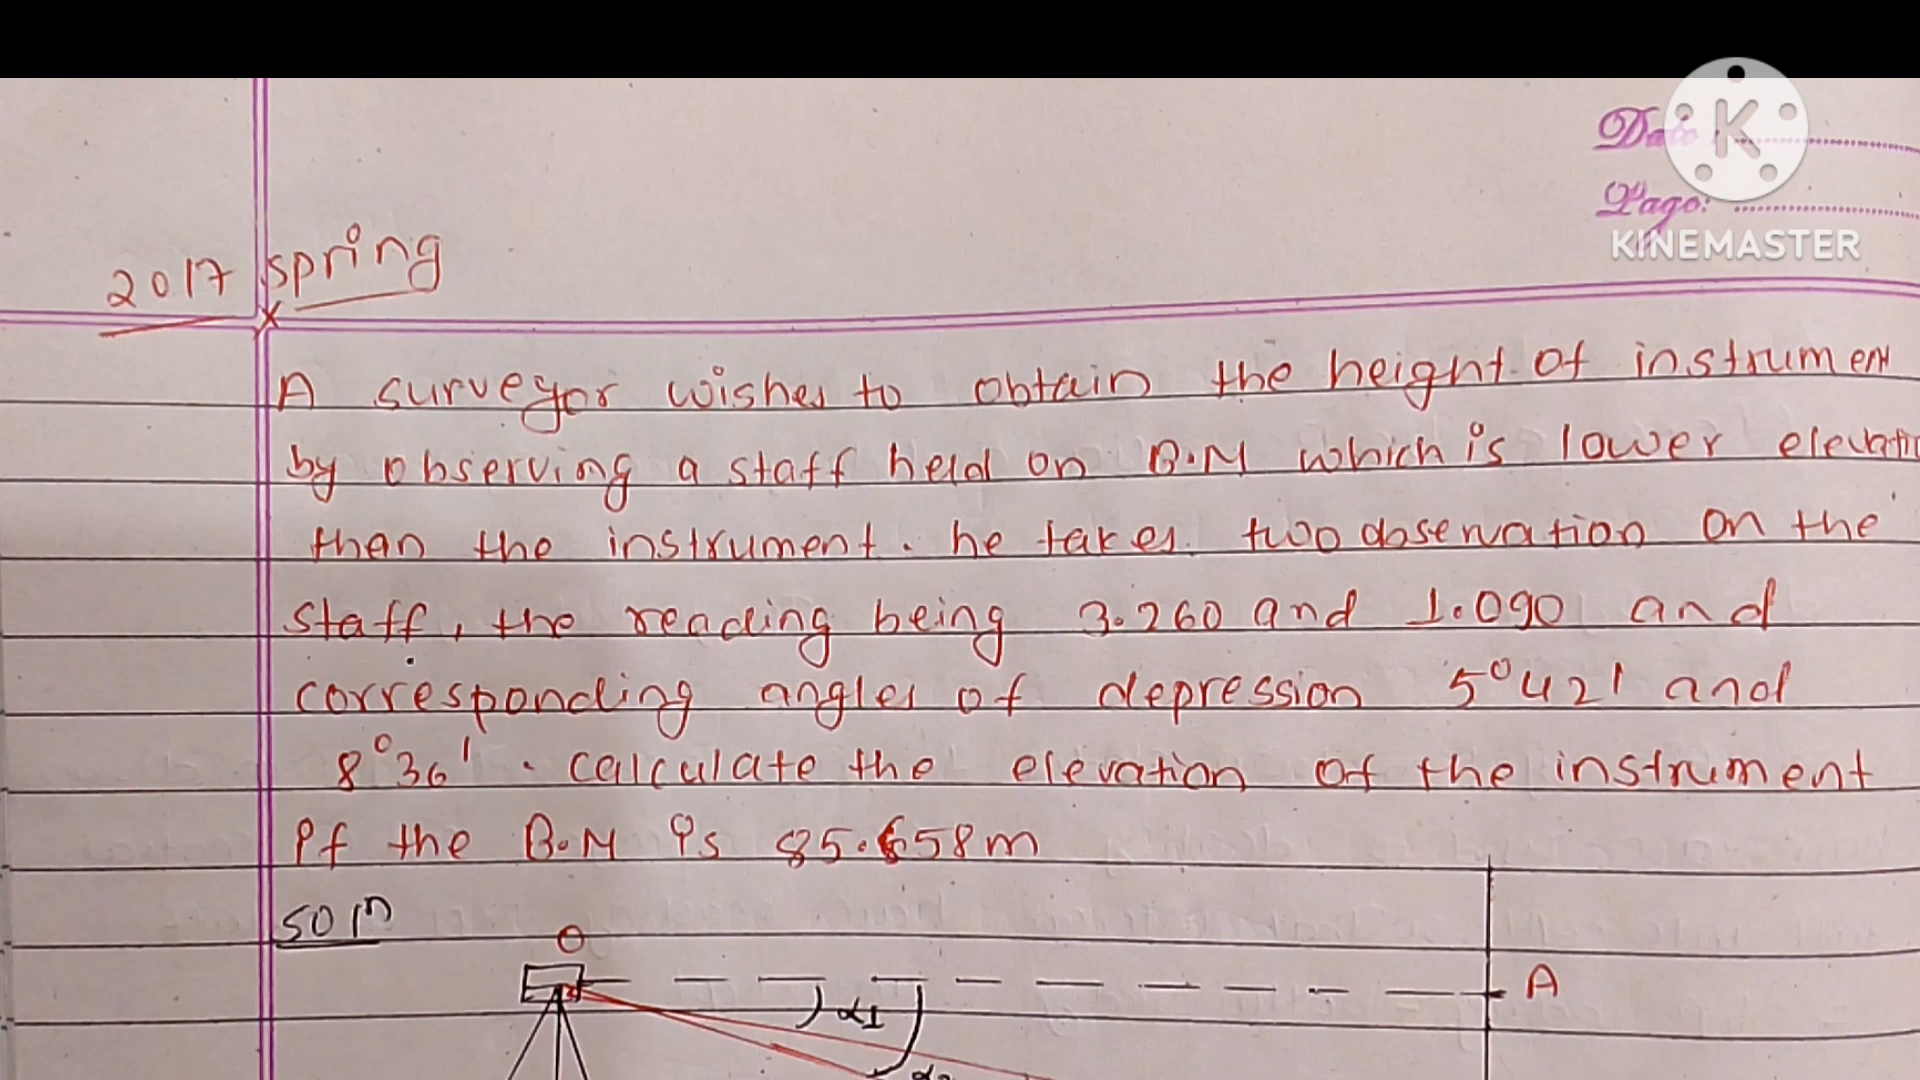 Date:
Page:
KINEMASTER
2017 spring
A surveyor wishes to obtain the height of instrument
by observing a staff held on B.M which is lower elevatio
than the instrument. he takes two observation on the
staff, the reading being 3.260 and 1.090 and
corresponding angles of depression 5°42' and
8°36'. calculate the elevation of the instrument
if the B.M is 85.658m
solⁿ
O
A
α1
α2